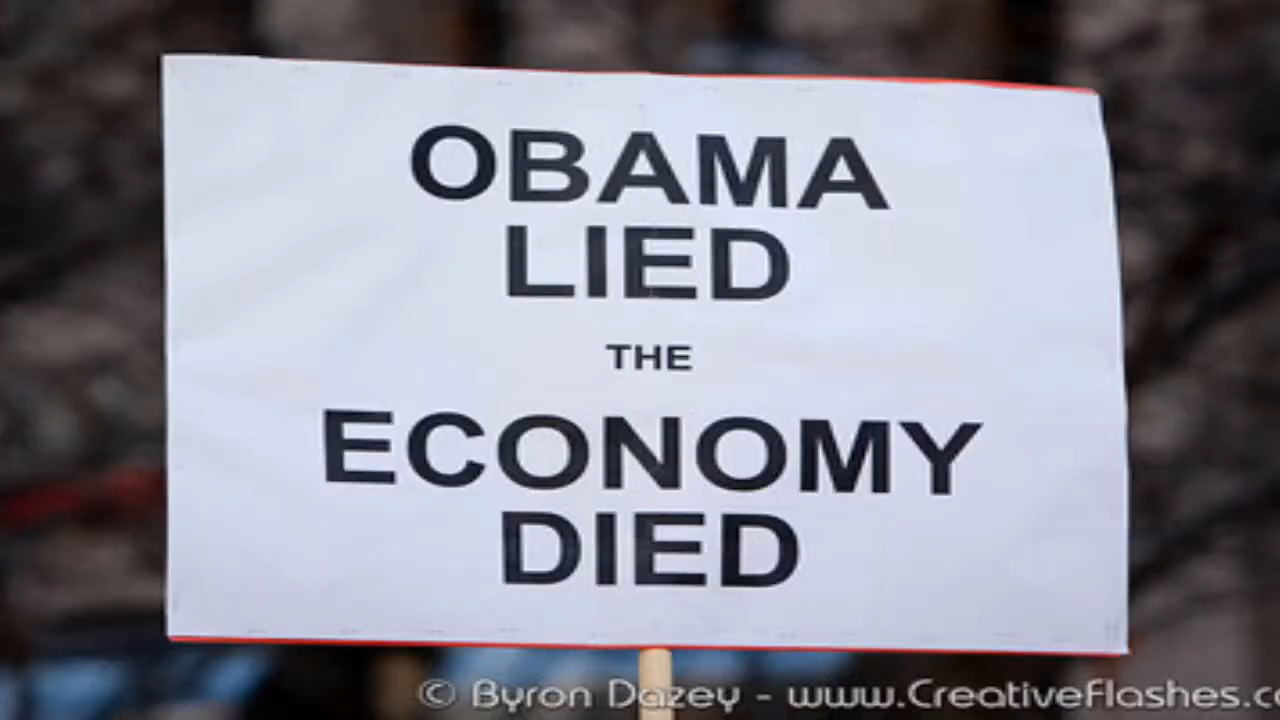 OBAMA
LIED
THE
ECONOMY
DIED
© Byron Dazey - www.CreativeFlashes.c